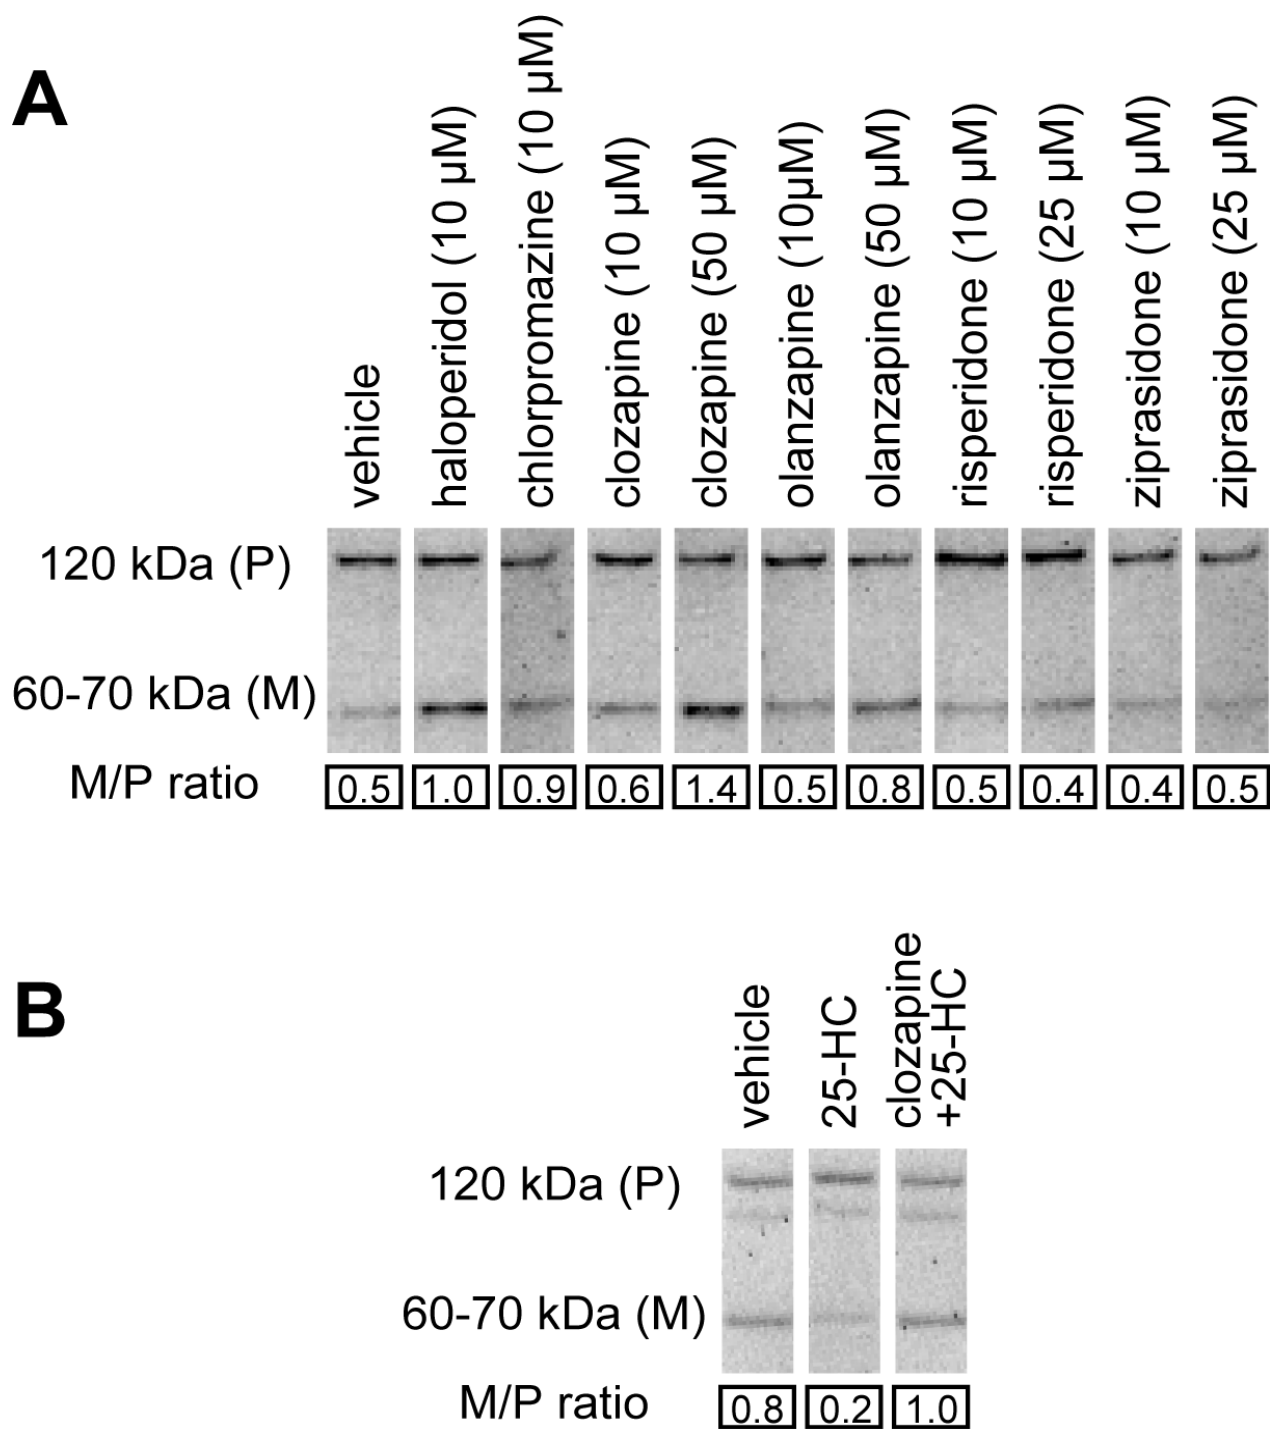 A
vehicle
haloperidol (10 µM)
chlorpromazine (10 µM)
clozapine (10 µM)
clozapine (50 µM)
olanzapine (10µM)
olanzapine (50 µM)
risperidone (10 µM)
risperidone (25 µM)
ziprasidone (10 µM)
ziprasidone (25 µM)
120 kDa (P)
60-70 kDa (M)
M/P ratio 0.5 1.0 0.9 0.6 1.4 0.5 0.8 0.5 0.4 0.4 0.5
B
vehicle
25-HC
clozapine
+25-HC
120 kDa (P)
60-70 kDa (M)
M/P ratio 0.8 0.2 1.0